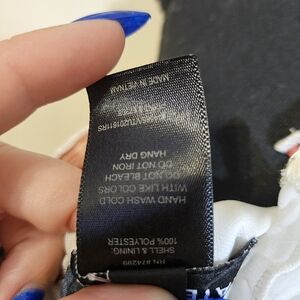 RN #74299
SHELL & LINING:
100% POLYESTER
HAND WASH COLD
WITH LIKE COLORS
DO NOT BLEACH
DO NOT IRON
HANG DRY
MADE IN VIETNAM